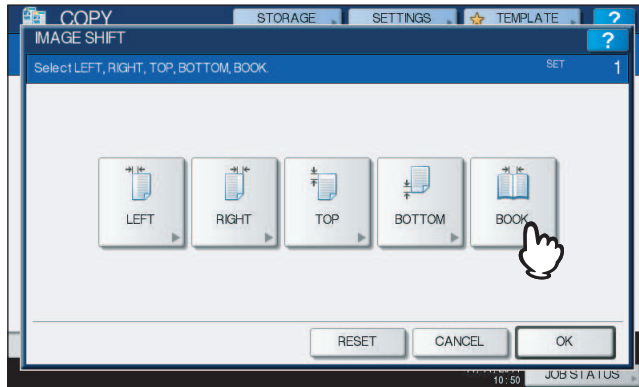 COPY STORAGE SETTINGS TEMPLATE ?
IMAGE SHIFT ?
Select LEFT, RIGHT, TOP, BOTTOM, BOOK. SET 1
LEFT RIGHT TOP BOTTOM BOOK
RESET CANCEL OK
10:50 JOB STATUS